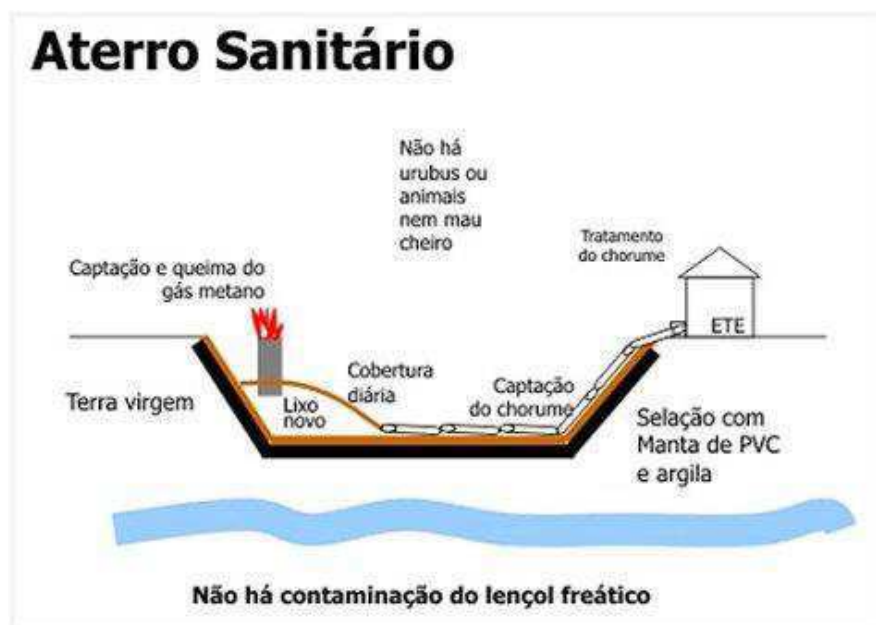 Aterro Sanitário
Não há
urubus ou
animais
nem mau
cheiro
Tratamento
do chorume
Captação e queima do
gás metano
ETE
Cobertura
diária
Captação
do chorume
Terra virgem
Lixo
novo
Selação com
Manta de PVC
e argila
Não há contaminação do lençol freático